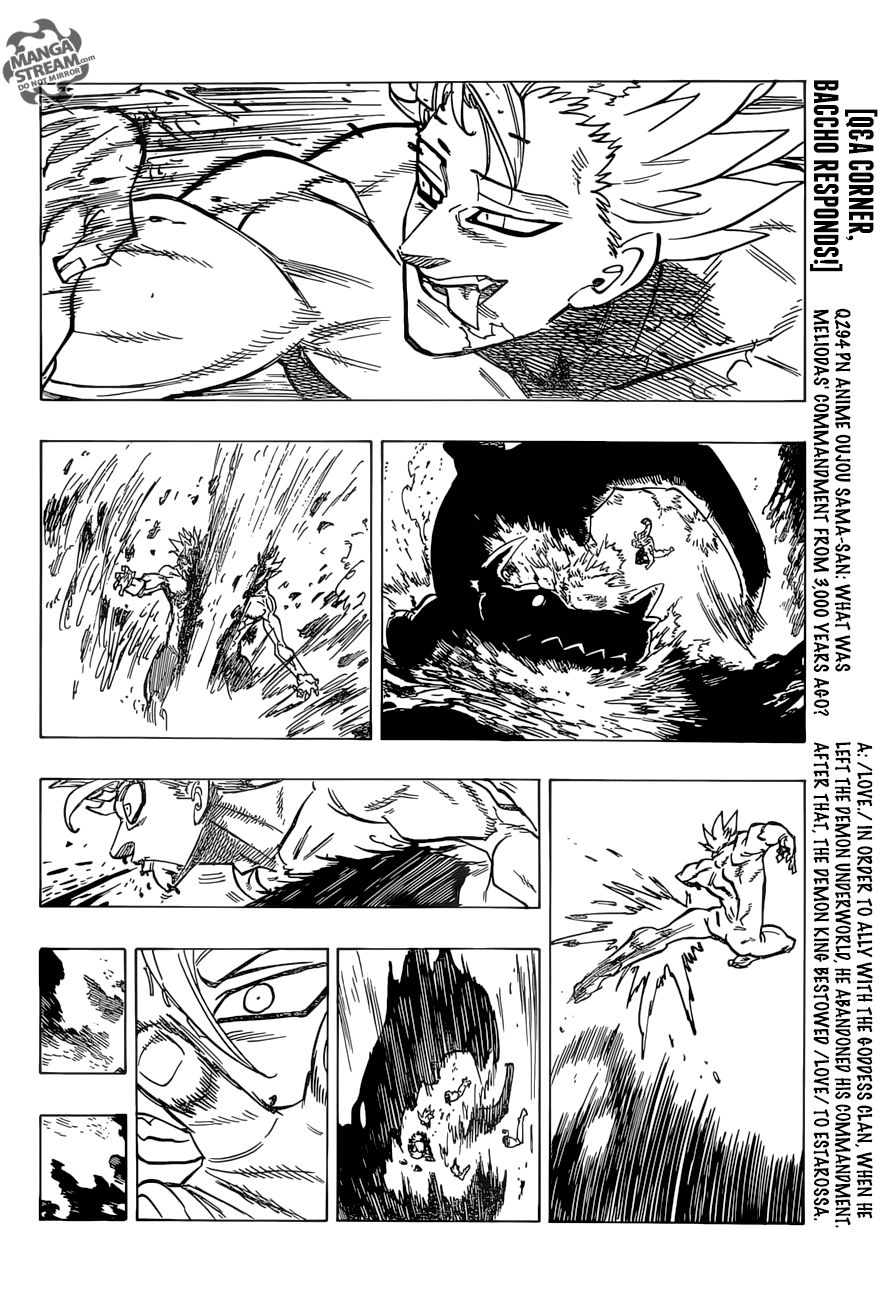 MANGA
STREAM.com
DO NOT MIRROR
[Q&A CORNER,
BACCHO RESPONDS!]
Q294 PN ANIME OUJOU SAMA-SAN: WHAT WAS
MELIODAS' COMMANDMENT FROM 3,000 YEARS AGO?
A: /LOVE./ IN ORDER TO ALLY WITH THE GODDESS CLAN, WHEN HE
LEFT THE DEMON UNDERWORLD, HE ABANDONED HIS COMMANDMENT.
AFTER THAT, THE DEMON KING BESTOWED /LOVE/ TO ESTAROSSA.